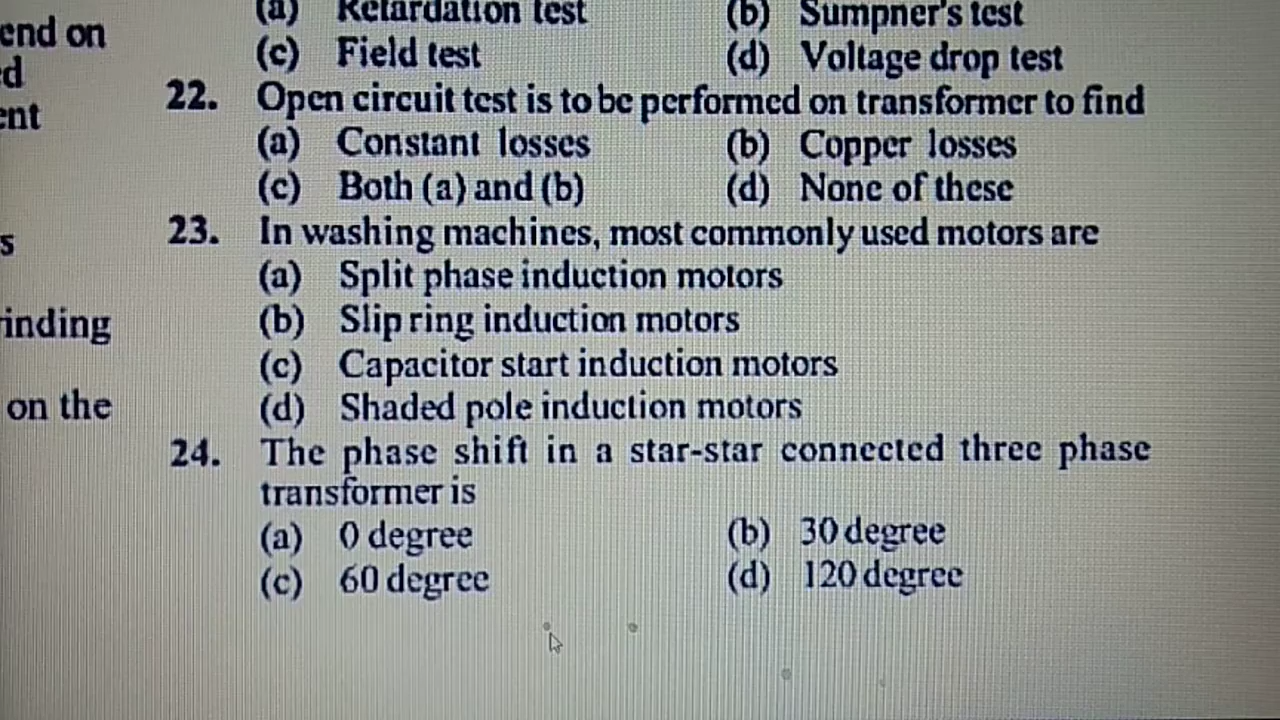 end on
d
ent
s
inding
on the
(a) Retardation test (b) Sumpner's test
(c) Field test (d) Voltage drop test
22. Open circuit test is to be performed on transformer to find
(a) Constant losses (b) Copper losses
(c) Both (a) and (b) (d) None of these
23. In washing machines, most commonly used motors are
(a) Split phase induction motors
(b) Slip ring induction motors
(c) Capacitor start induction motors
(d) Shaded pole induction motors
24. The phase shift in a star-star connected three phase
transformer is
(a) 0 degree (b) 30 degree
(c) 60 degree (d) 120 degree